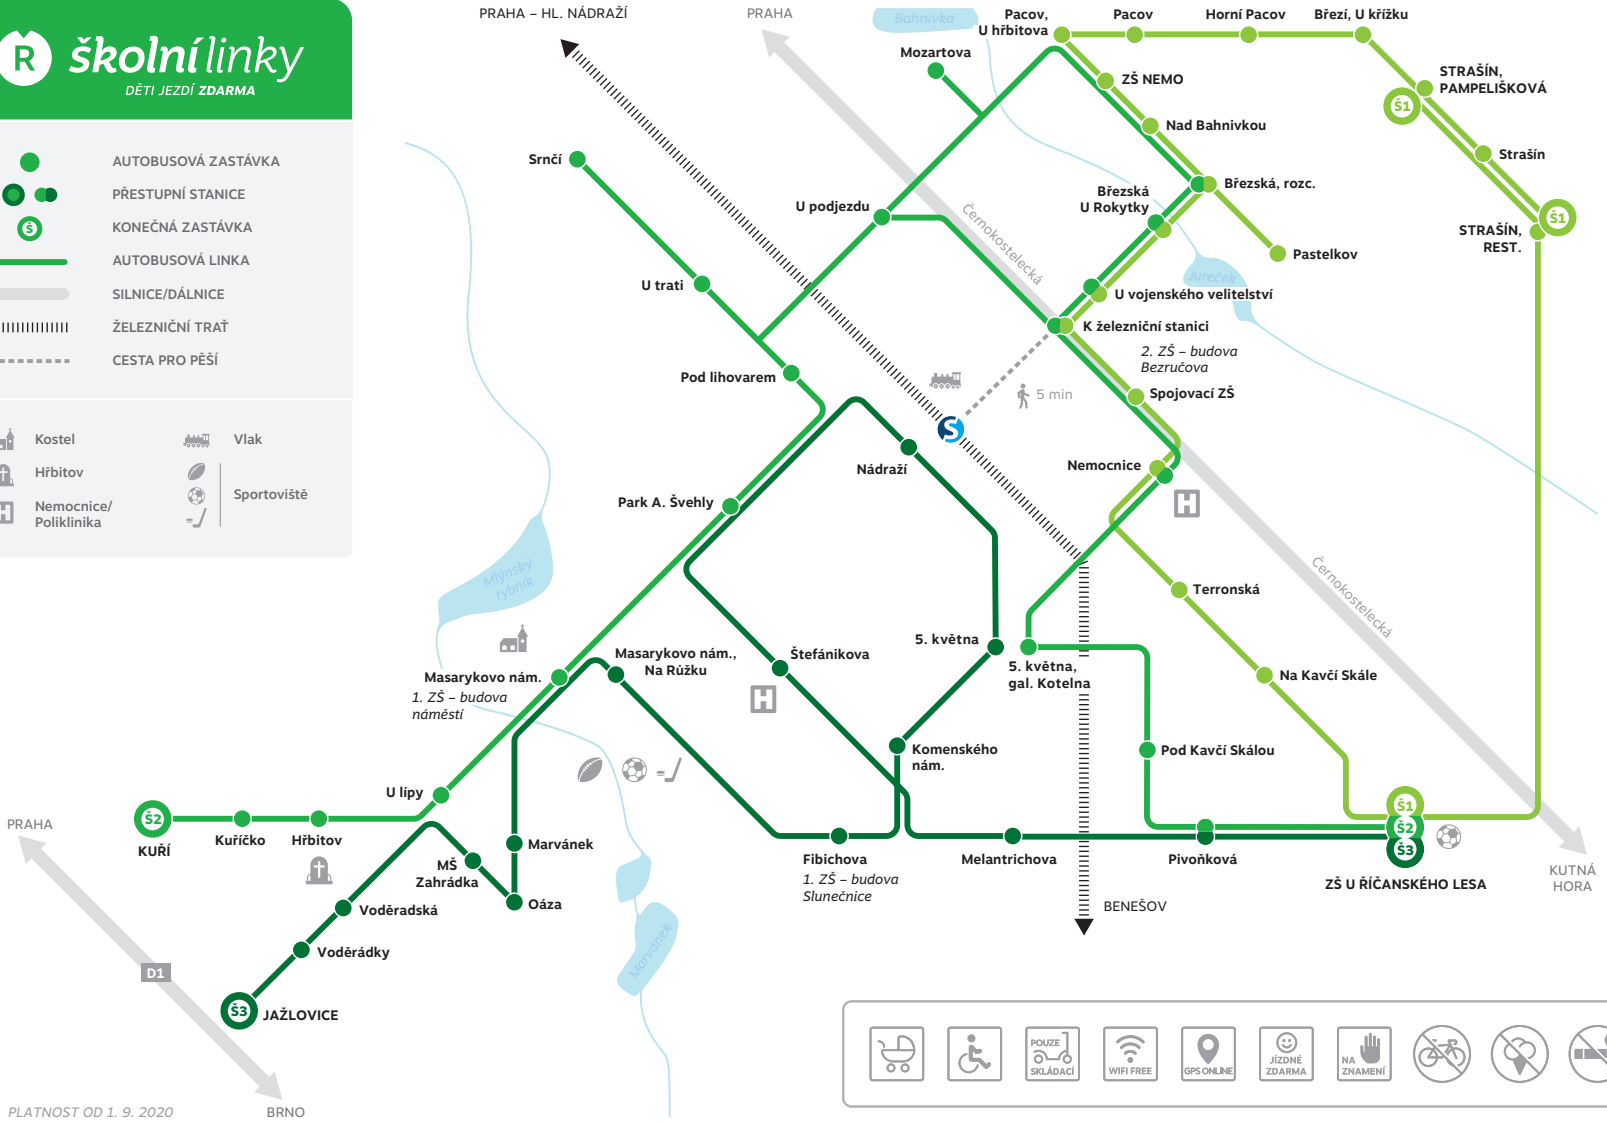 Ř školní linky
DĚTI JEZDÍ ZDARMA
AUTOBUSOVÁ ZASTÁVKA
PŘESTUPNÍ STANICE
Š KONEČNÁ ZASTÁVKA
AUTOBUSOVÁ LINKA
SILNICE/DÁLNICE
ŽELEZNIČNÍ TRAŤ
CESTA PRO PĚŠÍ
Kostel
Vlak
Hřbitov
H Nemocnice/
Poliklinika
Sportoviště
PRAHA – HL. NÁDRAŽÍ
PRAHA
Bahnivka
Pacov,
U hřbitova
Pacov
Horní Pacov
Březí, U křížku
Mozartova
ZŠ NEMO
STRAŠÍN,
PAMPELIŠKOVÁ
Š1
Nad Bahnivkou
Strašín
Srnčí
Březská, rozc.
Březská
U Rokytky
U podjezdu
Černokostelecká
Š1
STRAŠÍN,
REST.
Pastelkov
Jureček
U trati
U vojenského velitelství
K železniční stanici
2. ZŠ – budova
Bezručova
Pod lihovarem
5 min
Spojovací ZŠ
S
Nádraží
Nemocnice
H
Park A. Švehly
Mlýnský
rybník
Černokostelecká
Terronská
5. května
5. května,
gal. Kotelna
Masarykovo nám.,
Na Růžku
Štefánikova
H
Masarykovo nám.
1. ZŠ – budova
náměstí
Na Kavčí Skále
Komenského
nám.
Pod Kavčí Skálou
U lípy
Š2
KUŘÍ
Kuříčko
Hřbitov
PRAHA
Marvánek
MŠ
Zahrádka
Oáza
Fibichova
1. ZŠ – budova
Slunečnice
Melantrichova
Pivoňková
Š1
Š2
Š3
ZŠ U ŘÍČANSKÉHO LESA
KUTNÁ
HORA
Voděradská
Voděrádky
BENEŠOV
Marvánek
D1
Š3
JAŽLOVICE
BRNO
PLATNOST OD 1. 9. 2020
POUZE
SKLÁDACÍ
WIFI FREE
GPS ONLINE
JÍZDNÉ
ZDARMA
NA
ZNAMENÍ